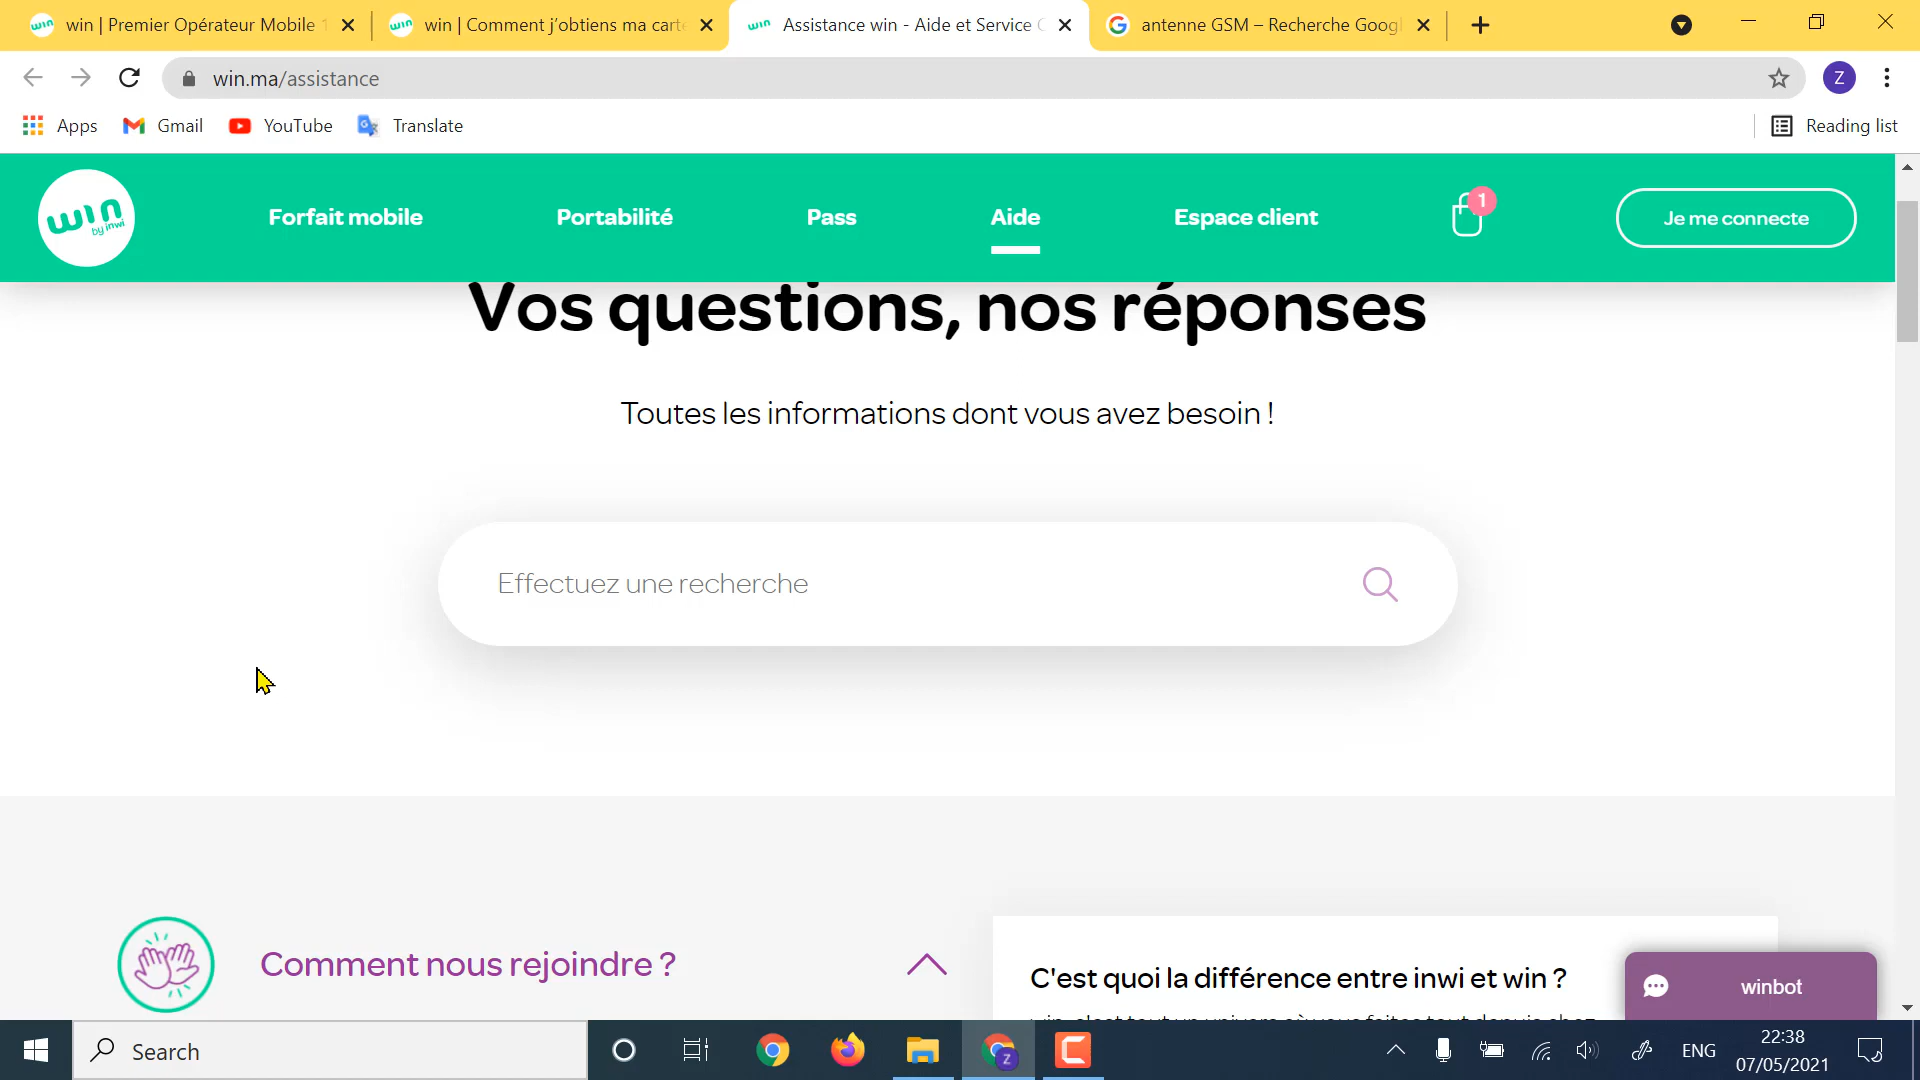 win | Premier Opérateur Mobile
win | Comment j'obtiens ma carte
Assistance win - Aide et Service
antenne GSM – Recherche Googl
win.ma/assistance
Z
Apps
Gmail
YouTube
Translate
Reading list
win
by inwi
Forfait mobile
Portabilité
Pass
Aide
Espace client
1
Je me connecte
Vos questions, nos réponses
Toutes les informations dont vous avez besoin !
Effectuez une recherche
Comment nous rejoindre ?
C'est quoi la différence entre inwi et win ?
winbot
Search
ENG
22:38
07/05/2021